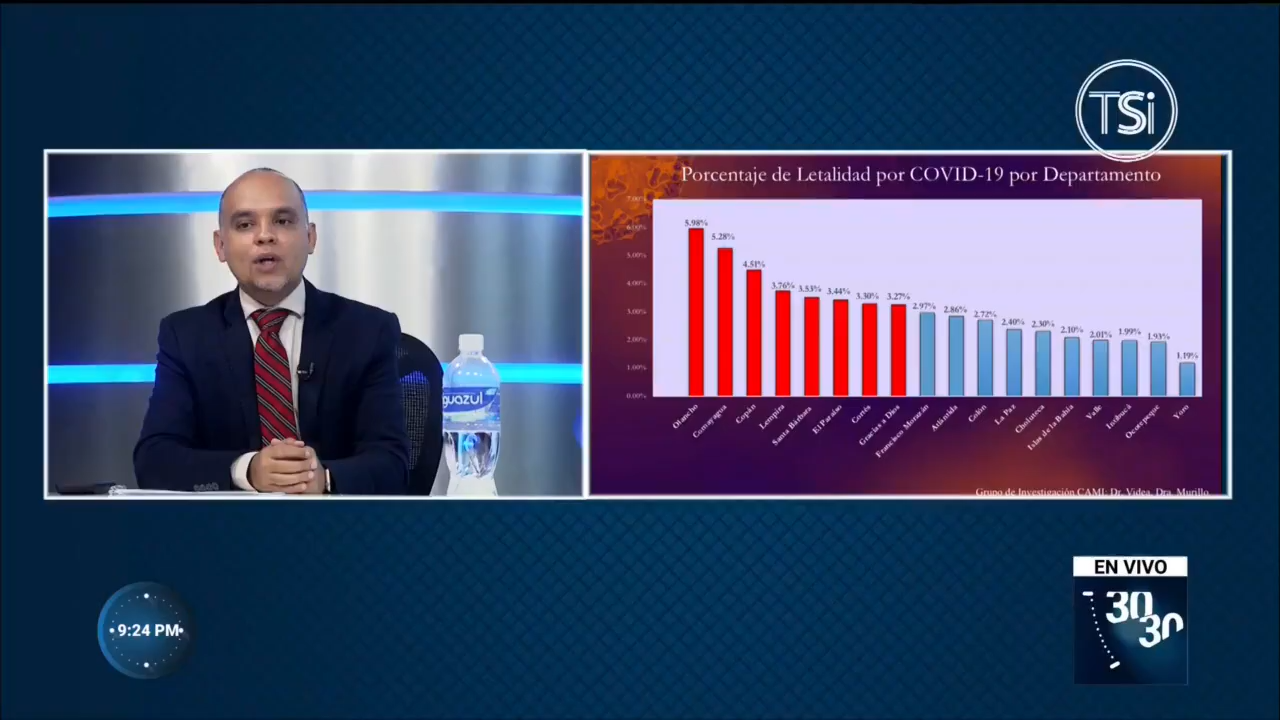 TSi
Porcentaje de Letalidad por COVID-19 por Departamento
7.00%
6.00%
5.00%
4.00%
3.00%
2.00%
1.00%
0.00%
5.98%
5.28%
4.51%
3.76%
3.53%
3.44%
3.30%
3.27%
2.97%
2.86%
2.72%
2.40%
2.30%
2.10%
2.01%
1.99%
1.93%
1.19%
Olancho
Comayagua
Copán
Lempira
Santa Bárbara
El Paraíso
Cortés
Gracias a Dios
Francisco Morazán
Atlántida
Colón
La Paz
Choluteca
Islas de la Bahía
Valle
Intibucá
Ocotepeque
Yoro
Grupo de Investigación CAMI: Dr. Videa, Dra. Murillo
guazul
9:24 PM
EN VIVO
30
30